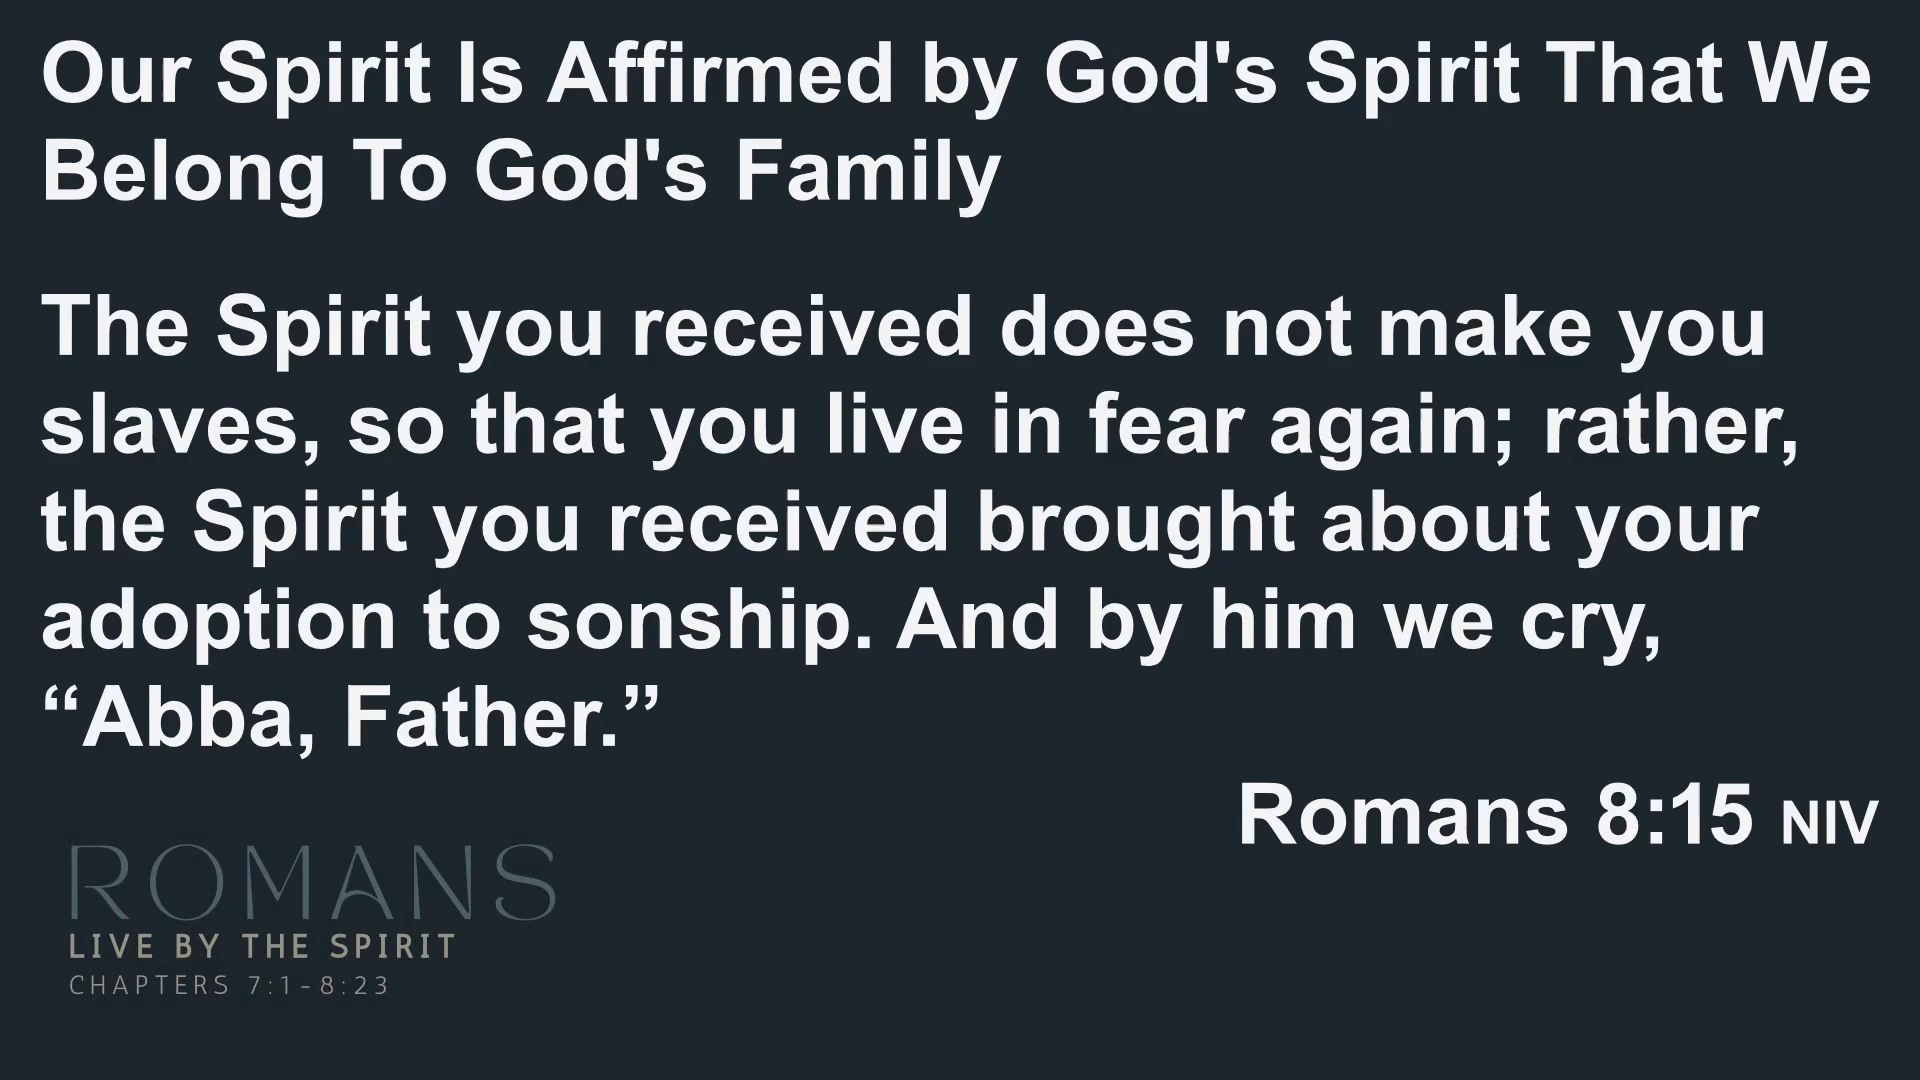 Our Spirit Is Affirmed by God's Spirit That We
Belong To God's Family
The Spirit you received does not make you
slaves, so that you live in fear again; rather,
the Spirit you received brought about your
adoption to sonship. And by him we cry,
“Abba, Father.”
Romans 8:15 NIV
ROMANS
LIVE BY THE SPIRIT
CHAPTERS 7:1-8:23